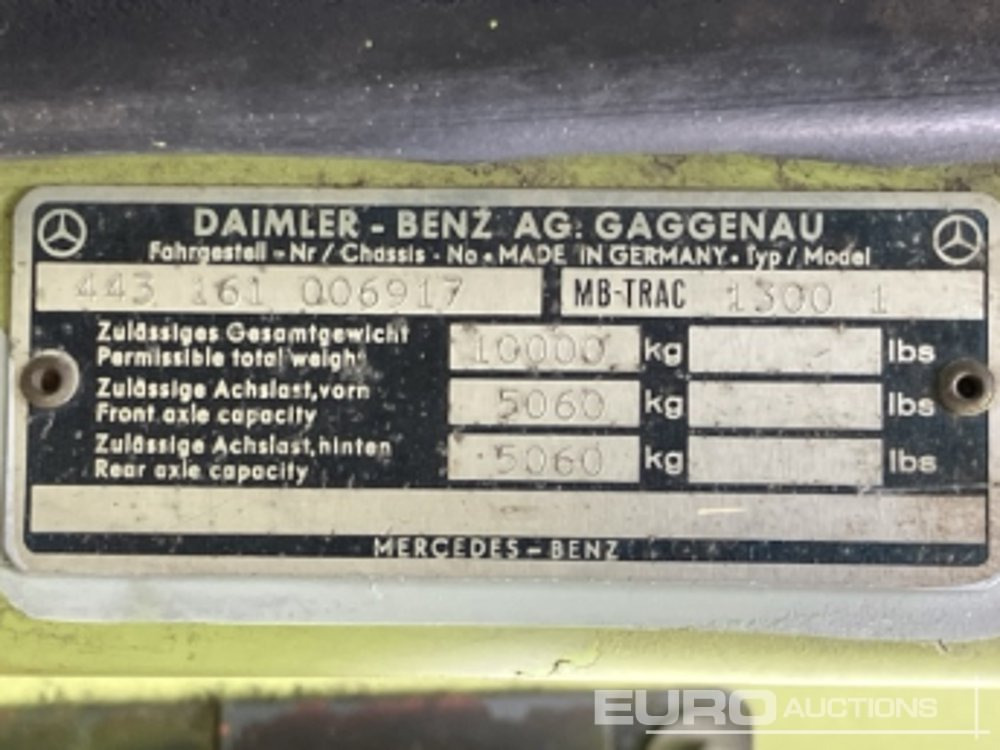 DAIMLER - BENZ AG. GAGGENAU
Fahrgestell - Nr / Chassis - No • MADE IN GERMANY • Typ / Model
443 161 006917 MB-TRAC 1300 1
Zulässiges Gesamtgewicht
Permissible total weight 10000 kg lbs
Zulässige Achslast, vorn
Front axle capacity 5060 kg lbs
Zulässige Achslast, hinten
Rear axle capacity 5060 kg lbs
MERCEDES - BENZ
EURO AUCTIONS